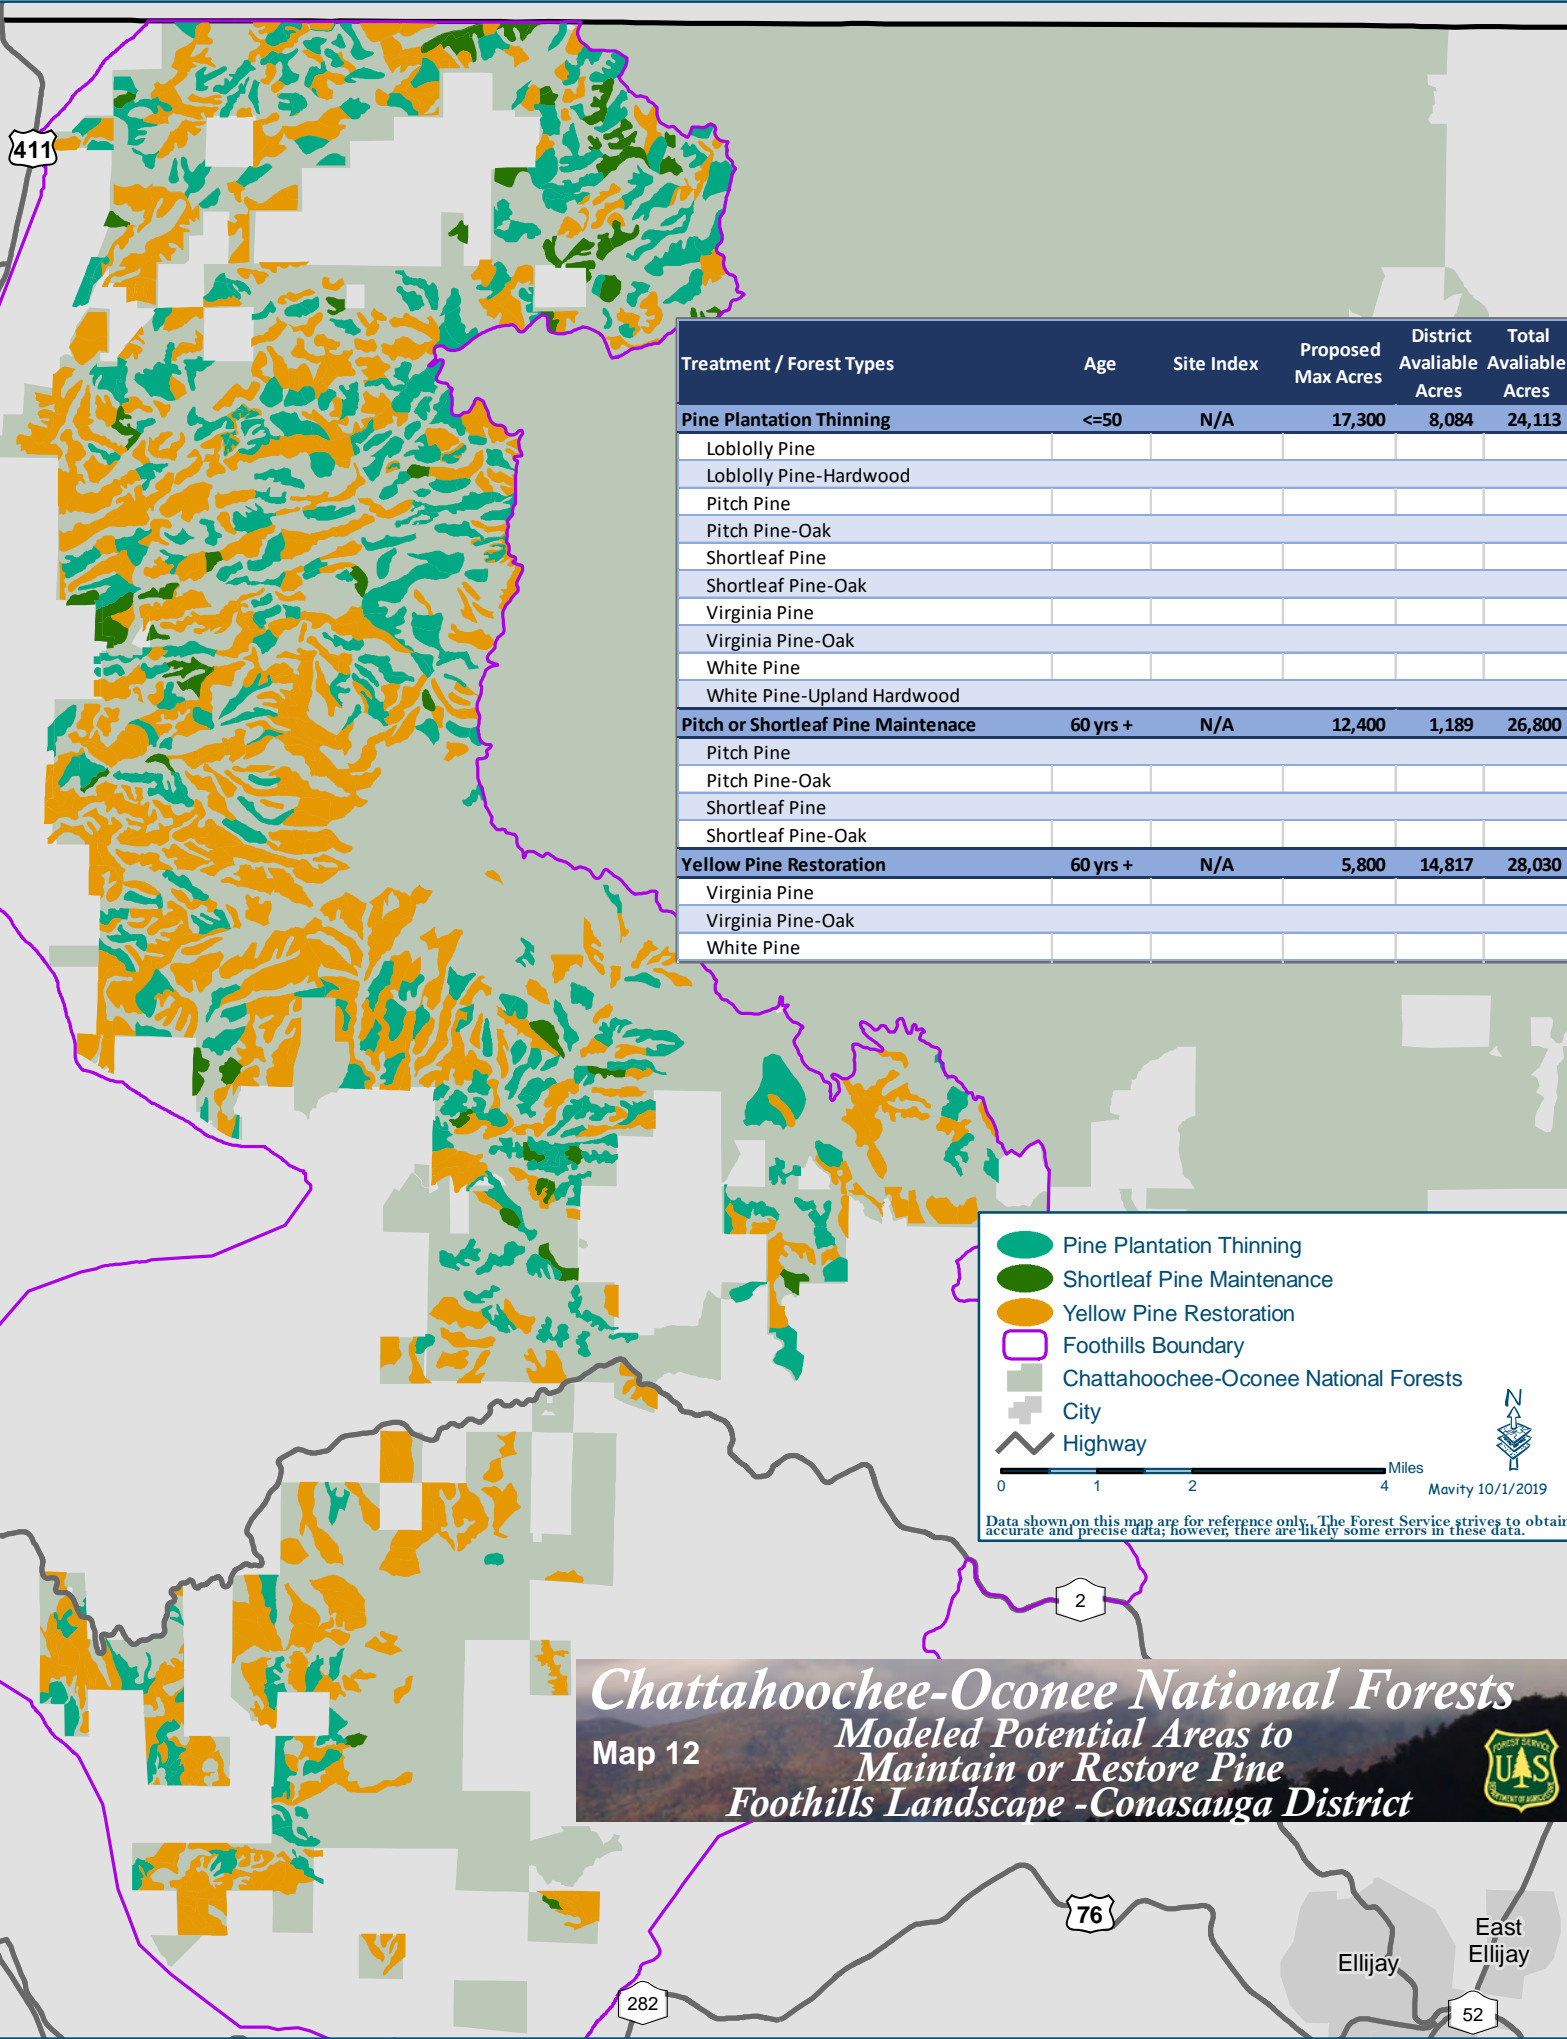 411
Treatment / Forest Types Age Site Index Proposed Max Acres District Avaliable Acres Total Avaliable Acres
Pine Plantation Thinning <=50 N/A 17,300 8,084 24,113
Loblolly Pine
Loblolly Pine-Hardwood
Pitch Pine
Pitch Pine-Oak
Shortleaf Pine
Shortleaf Pine-Oak
Virginia Pine
Virginia Pine-Oak
White Pine
White Pine-Upland Hardwood
Pitch or Shortleaf Pine Maintenace 60 yrs + N/A 12,400 1,189 26,800
Pitch Pine
Pitch Pine-Oak
Shortleaf Pine
Shortleaf Pine-Oak
Yellow Pine Restoration 60 yrs + N/A 5,800 14,817 28,030
Virginia Pine
Virginia Pine-Oak
White Pine
Pine Plantation Thinning
Shortleaf Pine Maintenance
Yellow Pine Restoration
Foothills Boundary
Chattahoochee-Oconee National Forests
City
Highway
N
Miles
0 1 2 4
Mavity 10/1/2019
Data shown on this map are for reference only. The Forest Service strives to obtain
accurate and precise data; however, there are likely some errors in these data.
2
Chattahoochee-Oconee National Forests
Modeled Potential Areas to
Map 12
Maintain or Restore Pine
Foothills Landscape -Conasauga District
FOREST SERVICE
UAS
DEPARTMENT OF AGRICULTURE
76
East
Ellijay
Ellijay
282
52